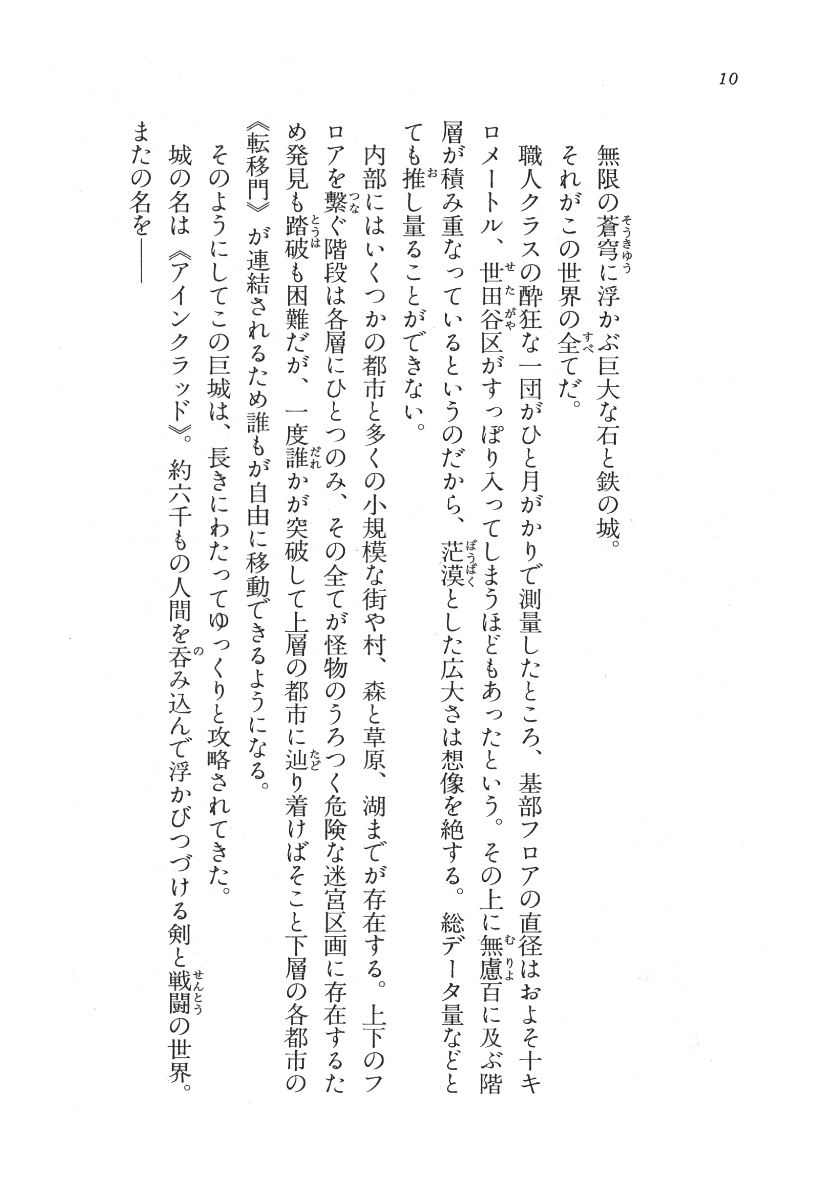 10
無限の蒼穹に浮かぶ巨大な石と鉄の城。
それがこの世界の全てだ。
職人クラスの酔狂な一団がひと月がかりで測量したところ、基部フロアの直径はおよそ十キ
ロメートル、世田谷区がすっぽり入ってしまうほどもあったという。その上に無慮百に及ぶ階
層が積み重なっているというのだから、茫漠とした広大さは想像を絶する。総データ量などと
ても推し量ることができない。
内部にはいくつかの都市と多くの小規模な街や村、森と草原、湖までが存在する。上下のフ
ロアを繋ぐ階段は各層にひとつのみ、その全てが怪物のうろつく危険な迷宮区画に存在するた
め発見も踏破も困難だが、一度誰かが突破して上層の都市に辿り着けばそこと下層の各都市の
《転移門》が連結されるため誰もが自由に移動できるようになる。
そのようにしてこの巨城は、長きにわたってゆっくりと攻略されてきた。
城の名は《アインクラッド》。約六千もの人間を呑み込んで浮かびつづける剣と戦闘の世界。
またの名を――